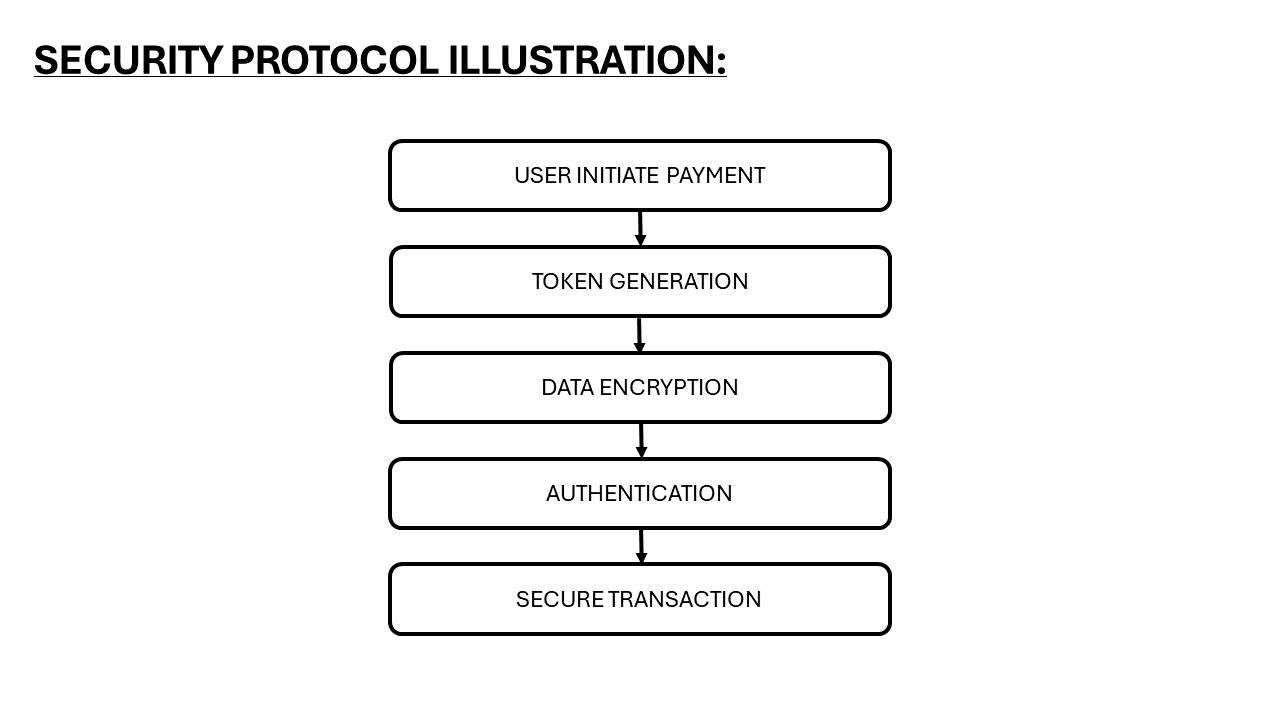 SECURITY PROTOCOL ILLUSTRATION:
USER INITIATE PAYMENT
TOKEN GENERATION
DATA ENCRYPTION
AUTHENTICATION
SECURE TRANSACTION